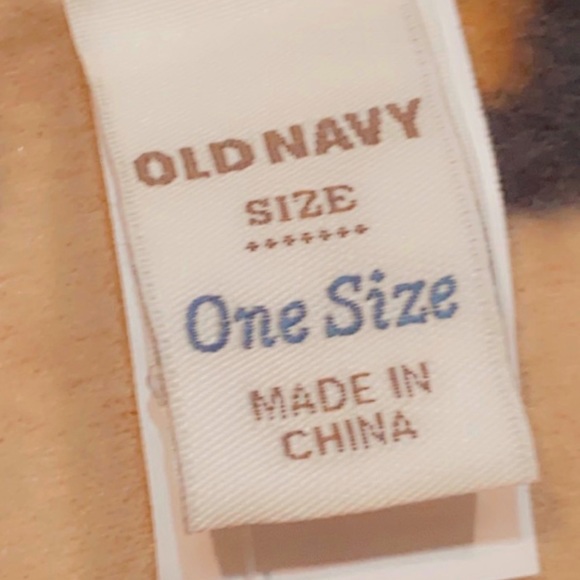 OLD NAVY
SIZE
One Size
MADE IN
CHINA